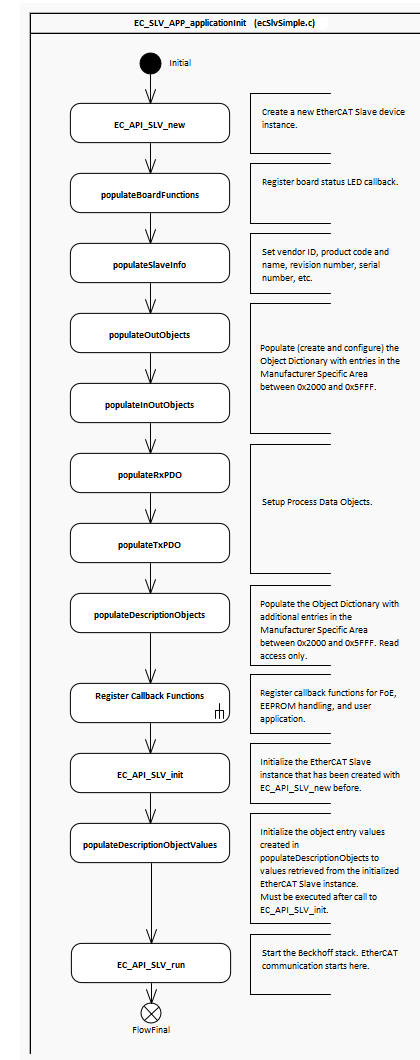 EC_SLV_APP_applicationInit (ecSlvSimple.c)
Initial
EC_API_SLV_new
Create a new EtherCAT Slave device
instance.
populateBoardFunctions
Register board status LED callback.
populateSlaveInfo
Set vendor ID, product code and
name, revision number, serial
number, etc.
populateOutObjects
populateInOutObjects
Populate (create and configure) the
Object Dictionary with entries in the
Manufacturer Specific Area
between 0x2000 and 0x5FFF.
populateRxPDO
populateTxPDO
Setup Process Data Objects.
populateDescriptionObjects
Populate the Object Dictionary with
additional entries in the
Manufacturer Specific Area
between 0x2000 and 0x5FFF. Read
access only.
Register Callback Functions
Register callback functions for FoE,
EEPROM handling, and user
application.
EC_API_SLV_init
Initialize the EtherCAT Slave
instance that has been created with
EC_API_SLV_new before.
populateDescriptionObjectValues
Initialize the object entry values
created in
populateDescriptionObjects to
values retrieved from the initialized
EtherCAT Slave instance.
Must be executed after call to
EC_API_SLV_init.
EC_API_SLV_run
Start the Beckhoff stack. EtherCAT
communication starts here.
FlowFinal